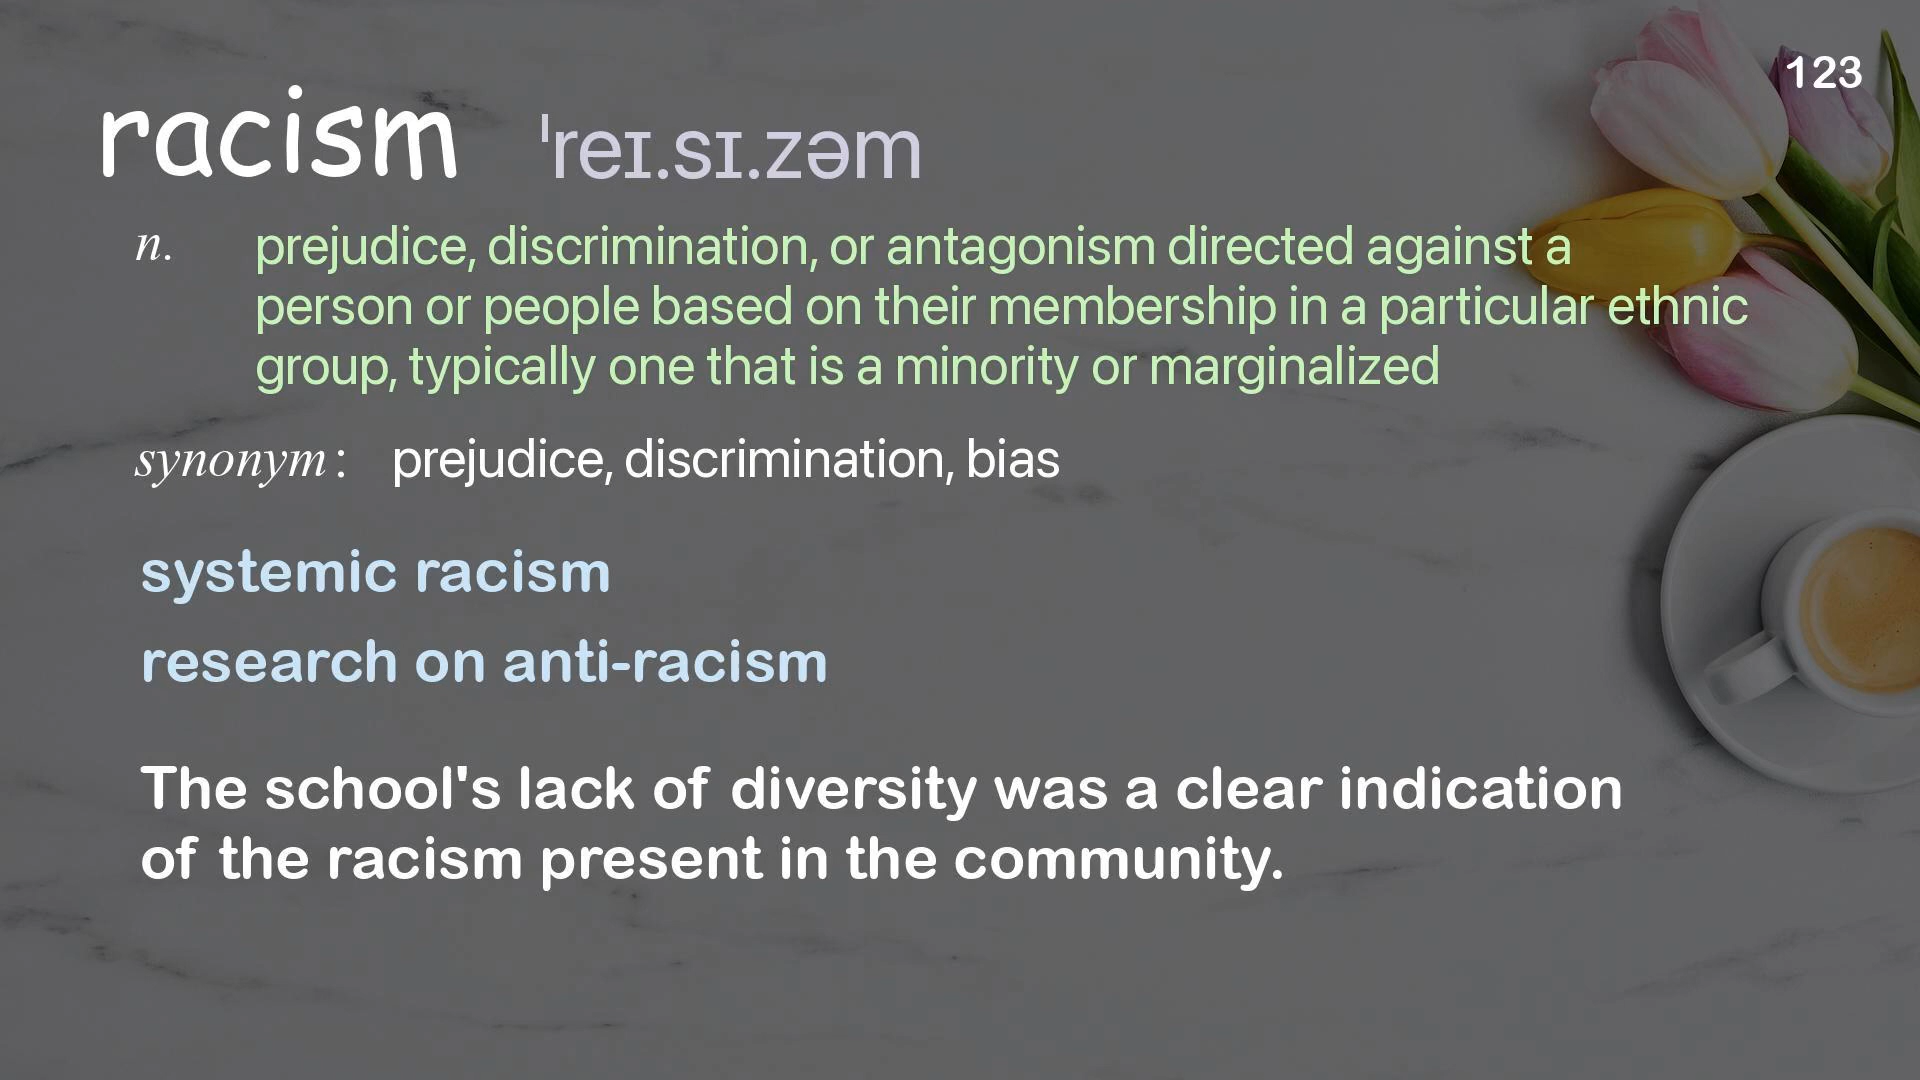 123
racism ˈreɪ.sɪ.zəm
n. prejudice, discrimination, or antagonism directed against a
person or people based on their membership in a particular ethnic
group, typically one that is a minority or marginalized
synonym: prejudice, discrimination, bias
systemic racism
research on anti-racism
The school's lack of diversity was a clear indication
of the racism present in the community.